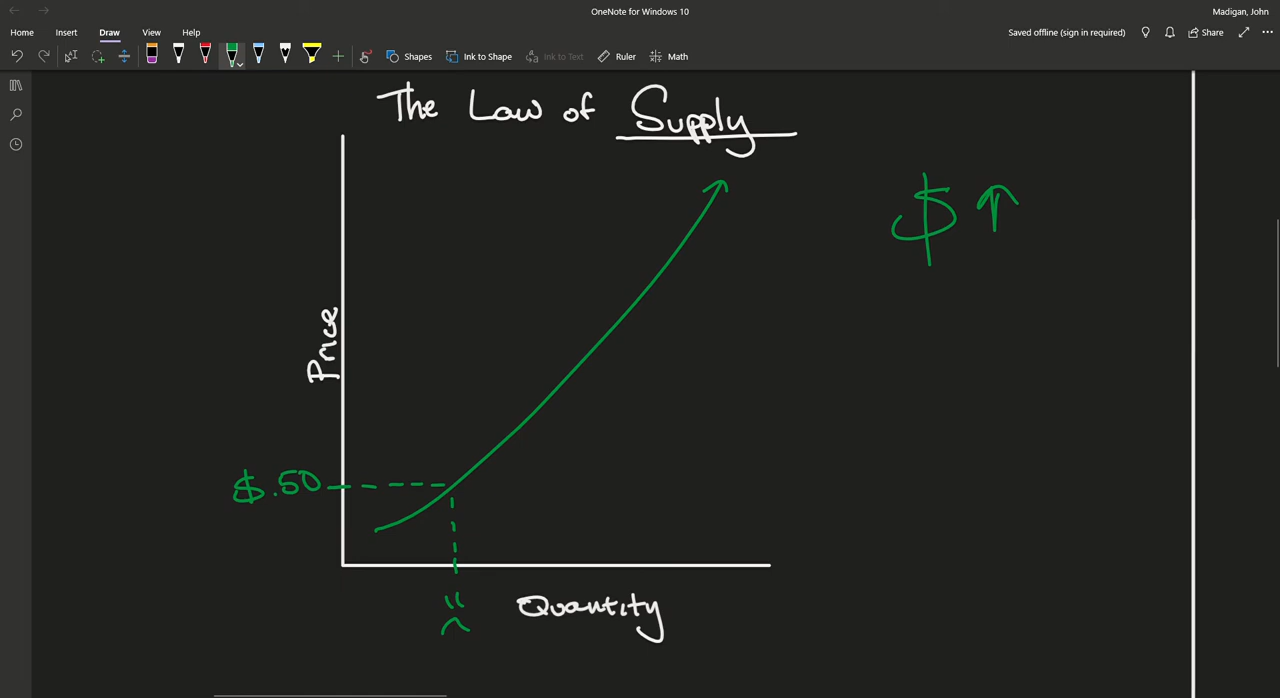 OneNote for Windows 10
Madigan, John
Home Insert Draw View Help
Saved offline (sign in required)
Share
Shapes
Ink to Shape
Ink to Text
Ruler
Math
The Law of Supply
$ ↑
Price
$.50
Quantity